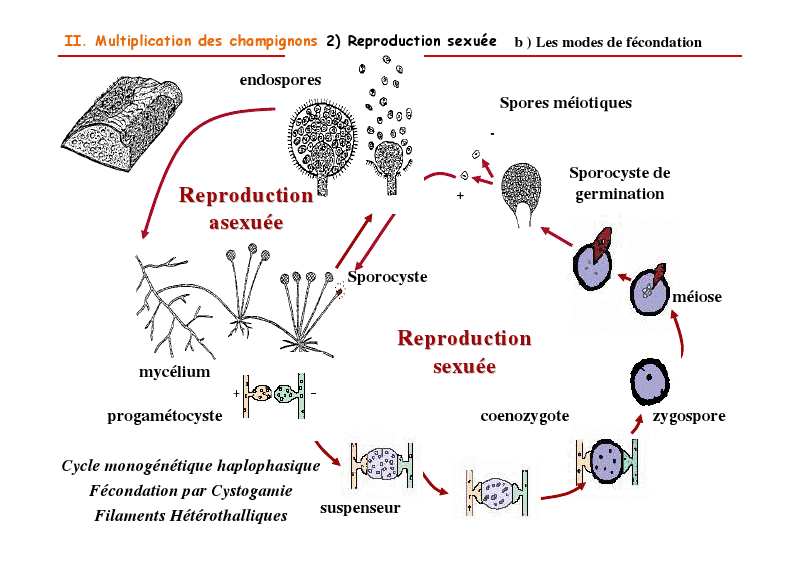 II. Multiplication des champignons 2) Reproduction sexuée b ) Les modes de fécondation
endospores
Spores méiotiques
-
+
Sporocyste de
germination
Reproduction
asexuée
Sporocyste
méiose
Reproduction
sexuée
mycélium
+ -
progamétocyste
coenozygote
zygospore
Cycle monogénétique haplophasique
Fécondation par Cystogamie
Filaments Hétérothalliques
suspenseur